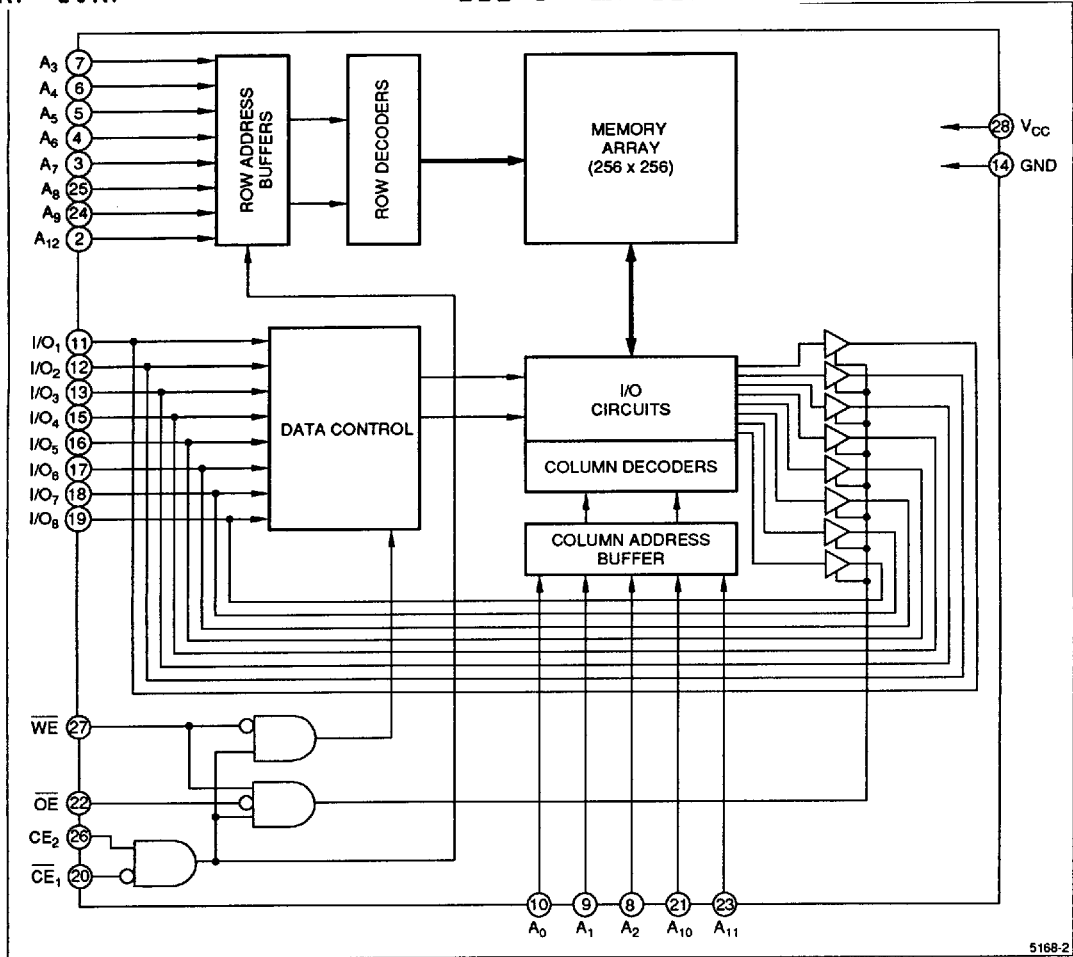 A3 7
A4 6
A5 5
A6 4
A7 3
A8 25
A9 24
A12 2
ROW ADDRESS
BUFFERS
ROW DECODERS
MEMORY
ARRAY
(256 x 256)
28 VCC
14 GND
I/O1 11
I/O2 12
I/O3 13
I/O4 15
I/O5 16
I/O6 17
I/O7 18
I/O8 19
DATA CONTROL
I/O
CIRCUITS
COLUMN DECODERS
COLUMN ADDRESS
BUFFER
WE 27
OE 22
CE2 26
CE1 20
10 9 8 21 23
A0 A1 A2 A10 A11
5168-2